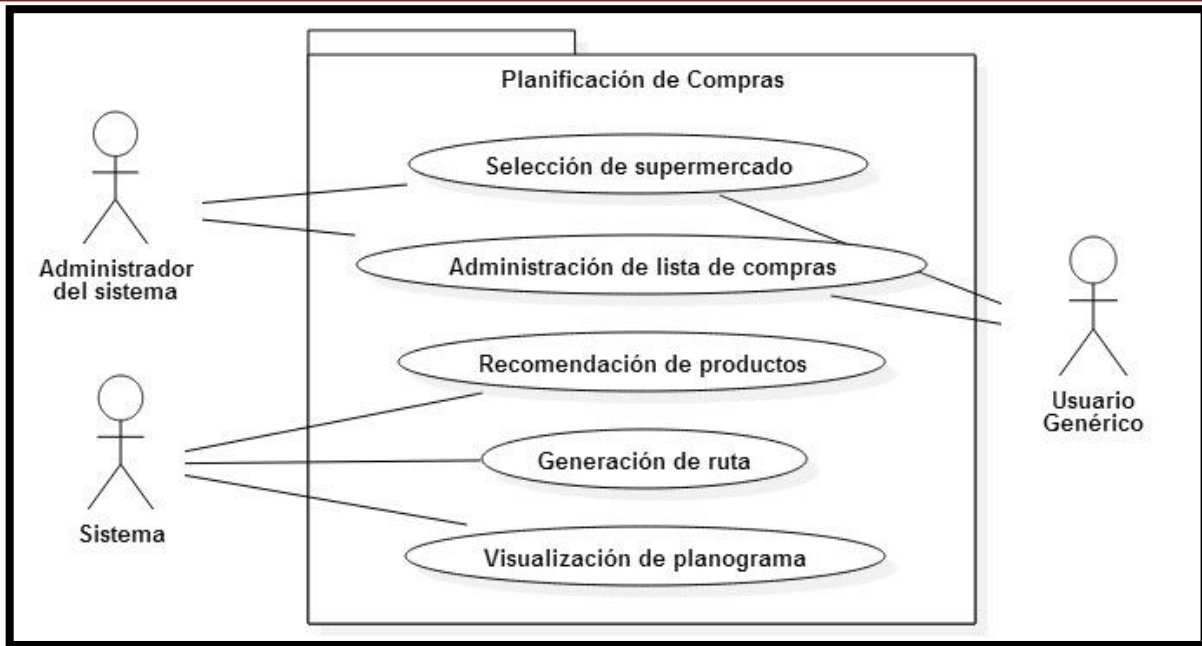 Planificación de Compras
Selección de supermercado
Administración de lista de compras
Recomendación de productos
Generación de ruta
Visualización de planograma
Administrador
del sistema
Sistema
Usuario
Genérico